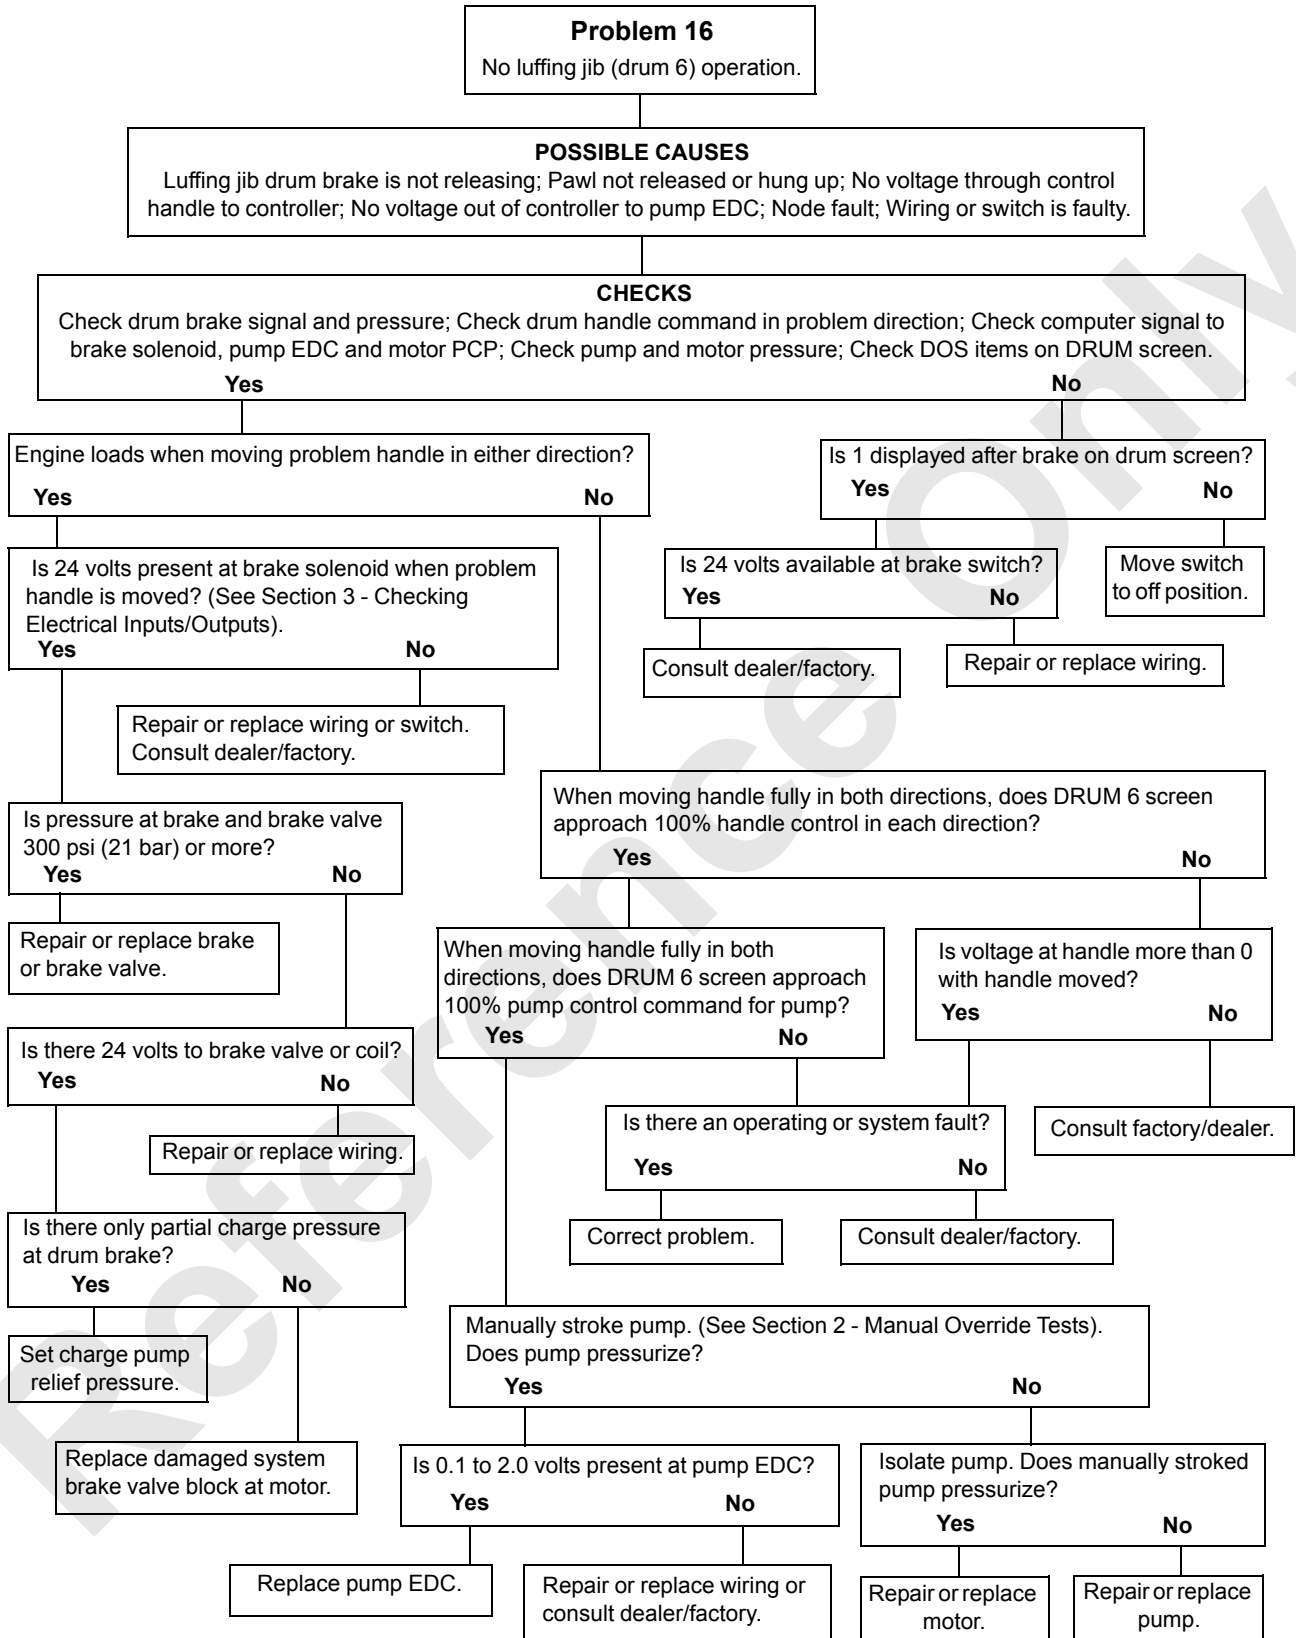 Problem 16
No luffing jib (drum 6) operation.
POSSIBLE CAUSES
Luffing jib drum brake is not releasing; Pawl not released or hung up; No voltage through control
handle to controller; No voltage out of controller to pump EDC; Node fault; Wiring or switch is faulty.
CHECKS
Check drum brake signal and pressure; Check drum handle command in problem direction; Check computer signal to
brake solenoid, pump EDC and motor PCP; Check pump and motor pressure; Check DOS items on DRUM screen.
Yes No
Engine loads when moving problem handle in either direction?
Yes No
Is 1 displayed after brake on drum screen?
Yes No
Is 24 volts present at brake solenoid when problem
handle is moved? (See Section 3 - Checking
Electrical Inputs/Outputs).
Yes No
Is 24 volts available at brake switch?
Yes No
Move switch
to off position.
Consult dealer/factory.
Repair or replace wiring.
Repair or replace wiring or switch.
Consult dealer/factory.
Is pressure at brake and brake valve
300 psi (21 bar) or more?
Yes No
When moving handle fully in both directions, does DRUM 6 screen
approach 100% handle control in each direction?
Yes No
Repair or replace brake
or brake valve.
When moving handle fully in both
directions, does DRUM 6 screen approach
100% pump control command for pump?
Yes No
Is voltage at handle more than 0
with handle moved?
Yes No
Is there 24 volts to brake valve or coil?
Yes No
Repair or replace wiring.
Is there an operating or system fault?
Yes No
Consult factory/dealer.
Is there only partial charge pressure
at drum brake?
Yes No
Correct problem.
Consult dealer/factory.
Set charge pump
relief pressure.
Manually stroke pump. (See Section 2 - Manual Override Tests).
Does pump pressurize?
Yes No
Replace damaged system
brake valve block at motor.
Is 0.1 to 2.0 volts present at pump EDC?
Yes No
Isolate pump. Does manually stroked
pump pressurize?
Yes No
Replace pump EDC.
Repair or replace wiring or
consult dealer/factory.
Repair or replace
motor.
Repair or replace
pump.
Reference Only